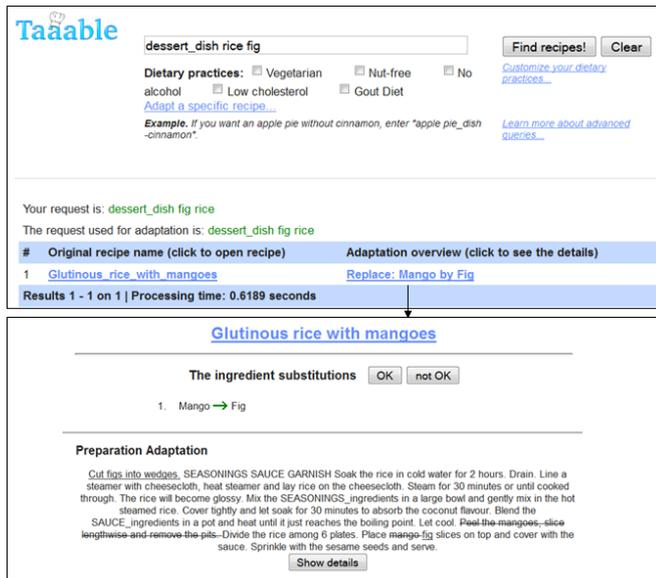 Taaable
dessert_dish rice fig
Find recipes! Clear
Dietary practices: Vegetarian Nut-free No
alcohol Low cholesterol Gout Diet
Customize your dietary
practices...
Adapt a specific recipe...
Example. If you want an apple pie without cinnamon, enter "apple pie_dish
-cinnamon".
Learn more about advanced
queries...
Your request is: dessert_dish fig rice
The request used for adaptation is: dessert_dish fig rice
# Original recipe name (click to open recipe) Adaptation overview (click to see the details)
1 Glutinous_rice_with_mangoes Replace: Mango by Fig
Results 1 - 1 on 1 | Processing time: 0.6189 seconds
Glutinous rice with mangoes
The ingredient substitutions OK not OK
1. Mango → Fig
Preparation Adaptation
Cut figs into wedges. SEASONINGS SAUCE GARNISH Soak the rice in cold water for 2 hours. Drain. Line a
steamer with cheesecloth, heat steamer and lay rice on the cheesecloth. Steam for 30 minutes or until cooked
through. The rice will become glossy. Mix the SEASONINGS_ingredients in a large bowl and gently mix in the hot
steamed rice. Cover tightly and let soak for 30 minutes to absorb the coconut flavour. Blend the
SAUCE_ingredients in a pot and heat until it just reaches the boiling point. Let cool. Peel the mangoes, slice
lengthwise and remove the pits. Divide the rice among 6 plates. Place mango fig slices on top and cover with the
sauce. Sprinkle with the sesame seeds and serve.
Show details